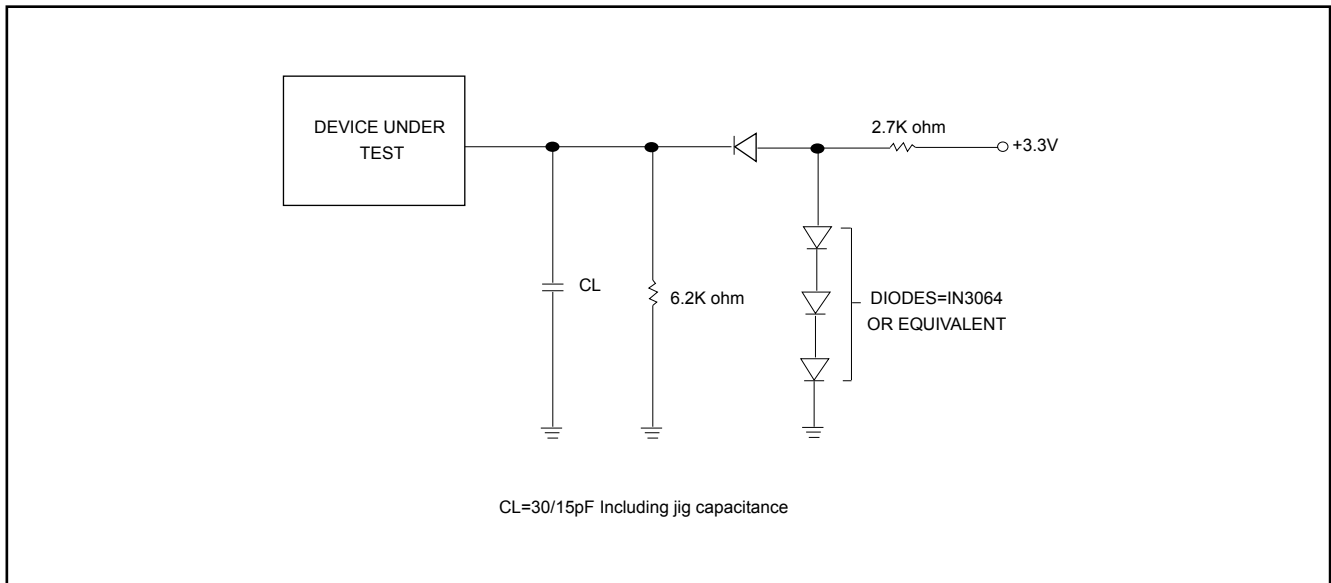 DEVICE UNDER
TEST
2.7K ohm
+3.3V
CL
6.2K ohm
DIODES=IN3064
OR EQUIVALENT
CL=30/15pF Including jig capacitance